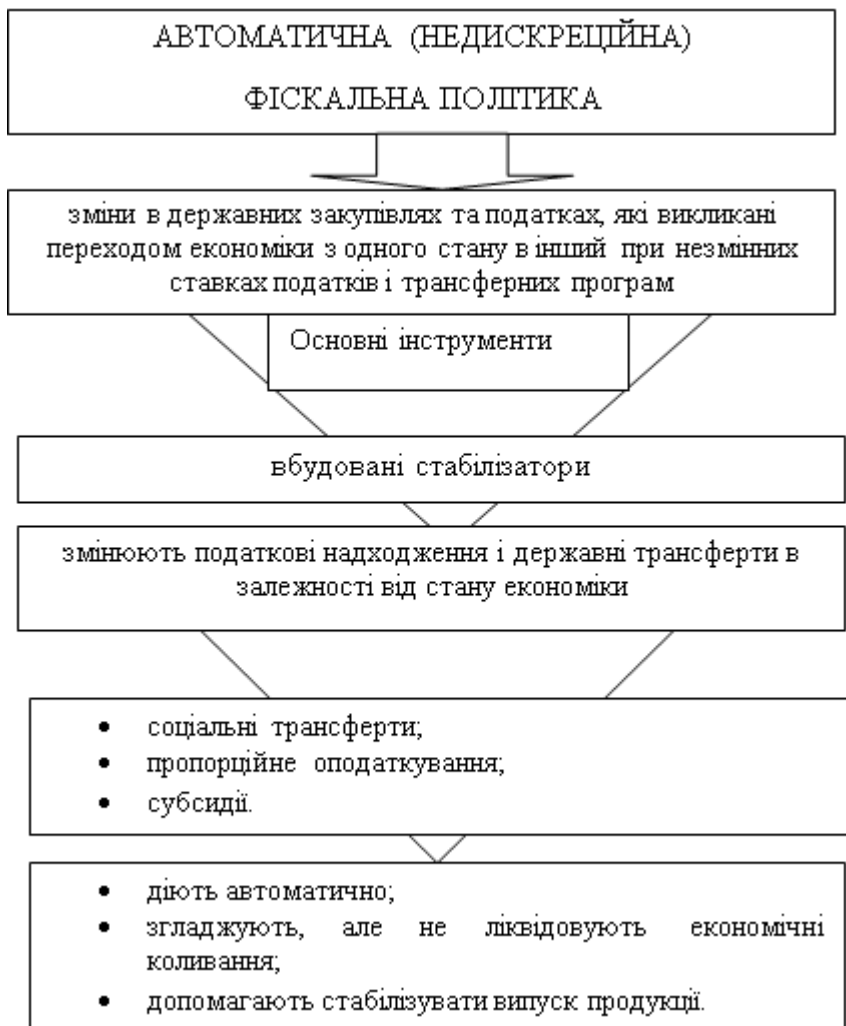 АВТОМАТИЧНА (НЕДИСКРЕЦІЙНА)
ФІСКАЛЬНА ПОЛІТИКА
зміни в державних закупівлях та податках, які викликані
переходом економіки з одного стану в інший при незмінних
ставках податків і трансферних програм
Основні інструменти
вбудовані стабілізатори
змінюють податкові надходження і державні трансферти в
залежності від стану економіки
• соціальні трансферти;
• пропорційне оподаткування;
• субсидії.
• діють автоматично;
• згладжують, але не ліквідовують економічні
коливання;
• допомагають стабілізувати випуск продукції.